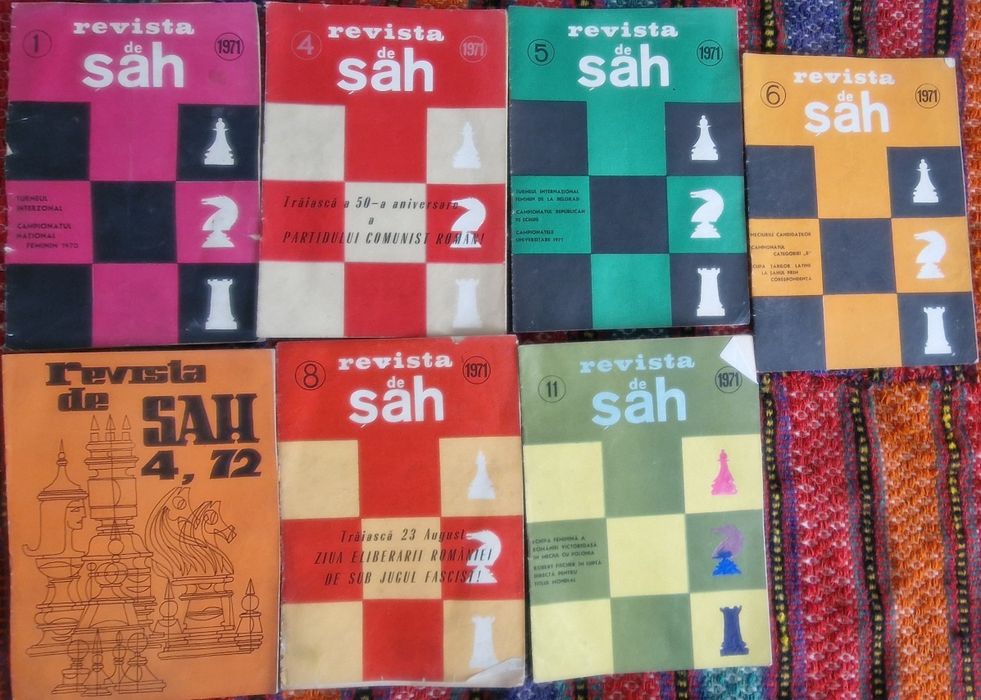 1
revista
de
șah
1971
TURNEUL
INTERZONAL
CAMPIONATUL
NAȚIONAL
FEMININ 1970
4
revista
de
șah
1971
Trăiască a 50-a aniversare
a
PARTIDULUI COMUNIST ROMÂN!
5
revista
de
șah
1971
TURNEUL INTERNAȚIONAL
FEMININ DE LA BELGRAD
CAMPIONATUL REPUBLICAN
PE ECHIPE
CAMPIONATELE
UNIVERSITARE 1971
6
revista
de
șah
1971
MECIURILE CANDIDAȚILOR
CAMPIONATUL
CATEGORIEI „B"
CUPA ȚĂRILOR LATINE
LA ȘAHUL PRIN
CORESPONDENȚĂ
revista
de ȘAH
4, 72
8
revista
de
șah
1971
Trăiască 23 August
ZIUA ELIBERĂRII ROMÂNIEI
DE SUB JUGUL FASCIST!
11
revista
de
șah
1971
ECHIPA FEMININĂ A
ROMÂNIEI VICTORIOASĂ
ÎN MECIUL CU POLONIA
ROBERT FISCHER ÎN LUPTA
DIRECTĂ PENTRU
TITLUL MONDIAL